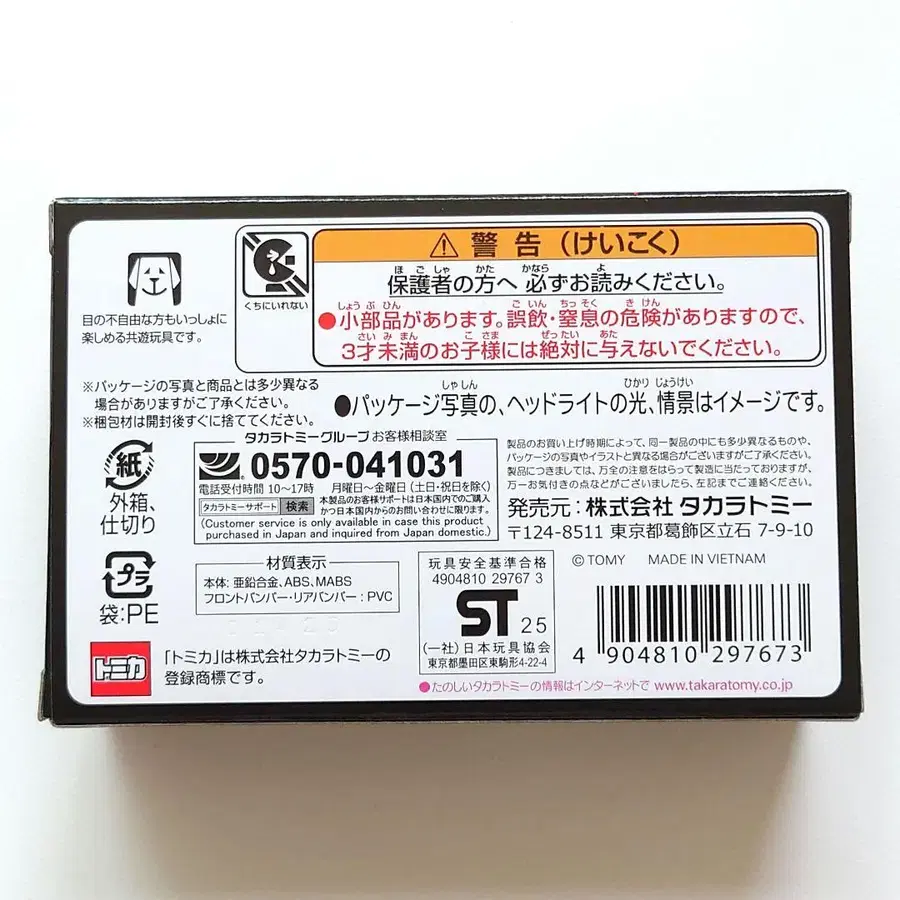 目の不自由な方もいっしょに
楽しめる共遊玩具です。
くちにいれない
⚠ 警告（けいこく）
ほごしゃ かた かなら よ
保護者の方へ 必ずお読みください。
しょうぶひん ごいん ちっそく きけん
●小部品があります。誤飲・窒息の危険がありますので、
さいみまん こさま ぜったい あた
3才未満のお子様には絶対に与えないでください。
※パッケージの写真と商品とは多少異なる
場合がありますがご了承ください。
※梱包材は開封後すぐに捨ててください。
しゃしん ひかり じょうけい
●パッケージ写真の、ヘッドライトの光、情景はイメージです。
紙
外箱、
仕切り
プラ
袋:PE
タカラトミーグループ お客様相談室
0570-041031
電話受付時間 10〜17時 月曜日〜金曜日（土日・祝日を除く）
タカラトミーサポート 検索
本製品のお客様サポートは日本国内でのご購入
かつ日本国内からのお問い合わせに限ります。
(Customer service is only available in case this product
purchased in Japan and inquired from Japan domestic.)
製品のお買い上げ時期によって、同一製品の中にも多少異なるものや、
パッケージの写真やイラストと異なる場合がございますがご了承ください。
製品につきましては、万全の注意をはらって製造に当たっておりますが、
万一お気付きの点などがございましたら、左記までご連絡ください。
発売元：株式会社 タカラトミー
〒124-8511 東京都葛飾区立石 7-9-10
© TOMY MADE IN VIETNAM
材質表示
本体：亜鉛合金、ABS、MABS
フロントバンパー・リアバンパー：PVC
玩具安全基準合格
4904810 29767 3
ST 25
（一社）日本玩具協会
東京都墨田区東駒形4-22-4
4 904810 297673
トミカ
「トミカ」は株式会社タカラトミーの
登録商標です。
●たのしいタカラトミーの情報はインターネットで www.takaratomy.co.jp